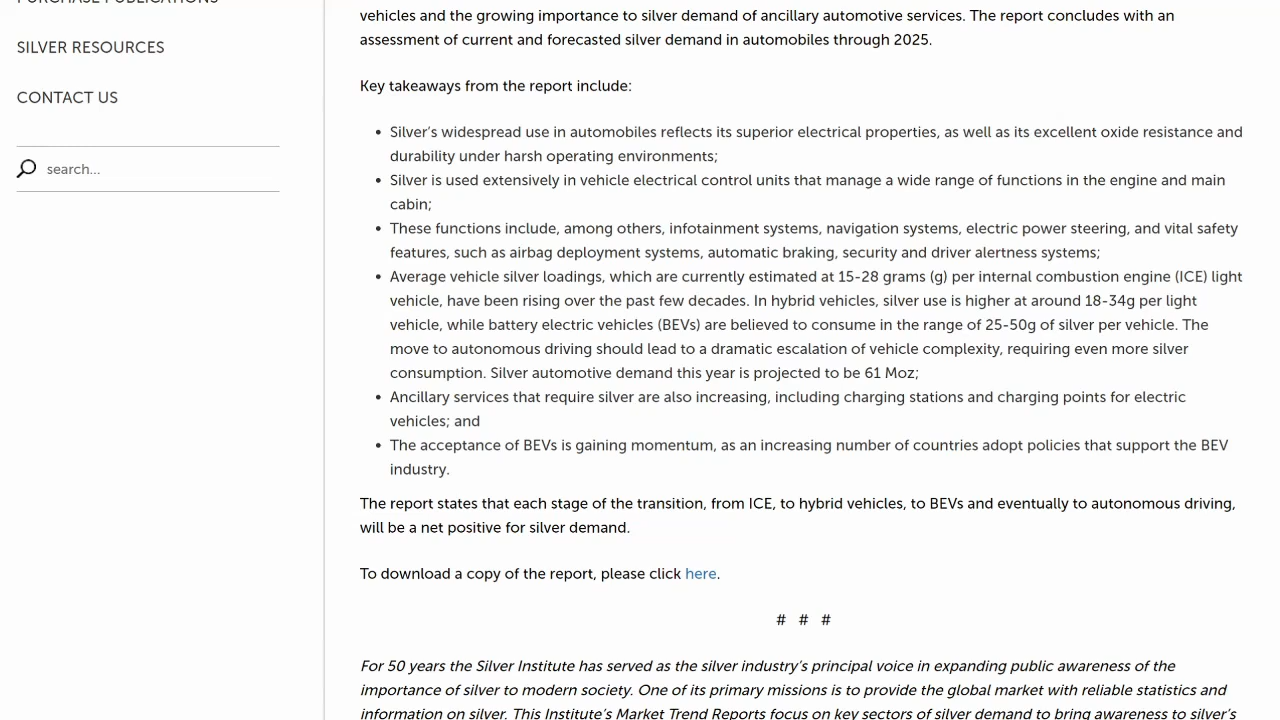 PURCHASE PUBLICATIONS
SILVER RESOURCES
CONTACT US
search...
vehicles and the growing importance to silver demand of ancillary automotive services. The report concludes with an
assessment of current and forecasted silver demand in automobiles through 2025.
Key takeaways from the report include:
• Silver’s widespread use in automobiles reflects its superior electrical properties, as well as its excellent oxide resistance and
durability under harsh operating environments;
• Silver is used extensively in vehicle electrical control units that manage a wide range of functions in the engine and main
cabin;
• These functions include, among others, infotainment systems, navigation systems, electric power steering, and vital safety
features, such as airbag deployment systems, automatic braking, security and driver alertness systems;
• Average vehicle silver loadings, which are currently estimated at 15-28 grams (g) per internal combustion engine (ICE) light
vehicle, have been rising over the past few decades. In hybrid vehicles, silver use is higher at around 18-34g per light
vehicle, while battery electric vehicles (BEVs) are believed to consume in the range of 25-50g of silver per vehicle. The
move to autonomous driving should lead to a dramatic escalation of vehicle complexity, requiring even more silver
consumption. Silver automotive demand this year is projected to be 61 Moz;
• Ancillary services that require silver are also increasing, including charging stations and charging points for electric
vehicles; and
• The acceptance of BEVs is gaining momentum, as an increasing number of countries adopt policies that support the BEV
industry.
The report states that each stage of the transition, from ICE, to hybrid vehicles, to BEVs and eventually to autonomous driving,
will be a net positive for silver demand.
To download a copy of the report, please click here.
# # #
For 50 years the Silver Institute has served as the silver industry’s principal voice in expanding public awareness of the
importance of silver to modern society. One of its primary missions is to provide the global market with reliable statistics and
information on silver. This Institute’s Market Trend Reports focus on key sectors of silver demand to bring awareness to silver’s